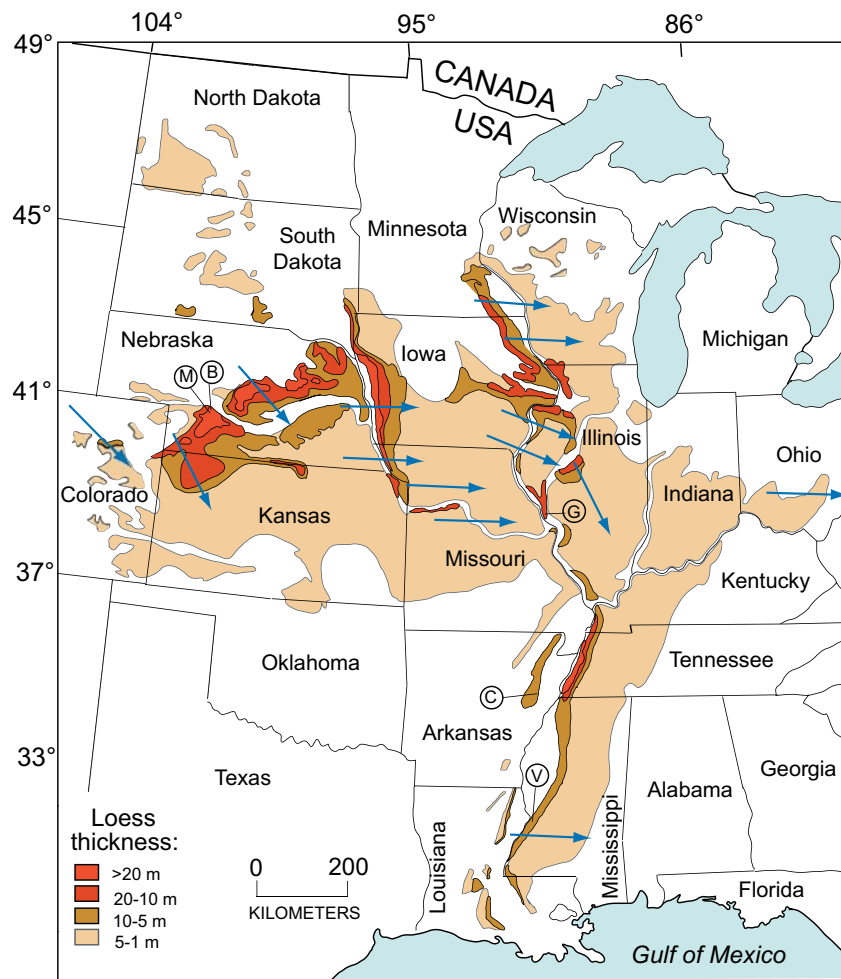 104° 95° 86°
49°
CANADA
USA
North Dakota
45°
Minnesota
Wisconsin
South
Dakota
Nebraska
Iowa
Michigan
M B
41°
Illinois
Ohio
Colorado
Indiana
G
Kansas
Missouri
37°
Kentucky
Oklahoma
Tennessee
C
Arkansas
33°
Texas
V
Alabama
Georgia
Loess
thickness:
>20 m
20-10 m
10-5 m
5-1 m
0 200
KILOMETERS
Louisiana
Mississippi
Florida
Gulf of Mexico